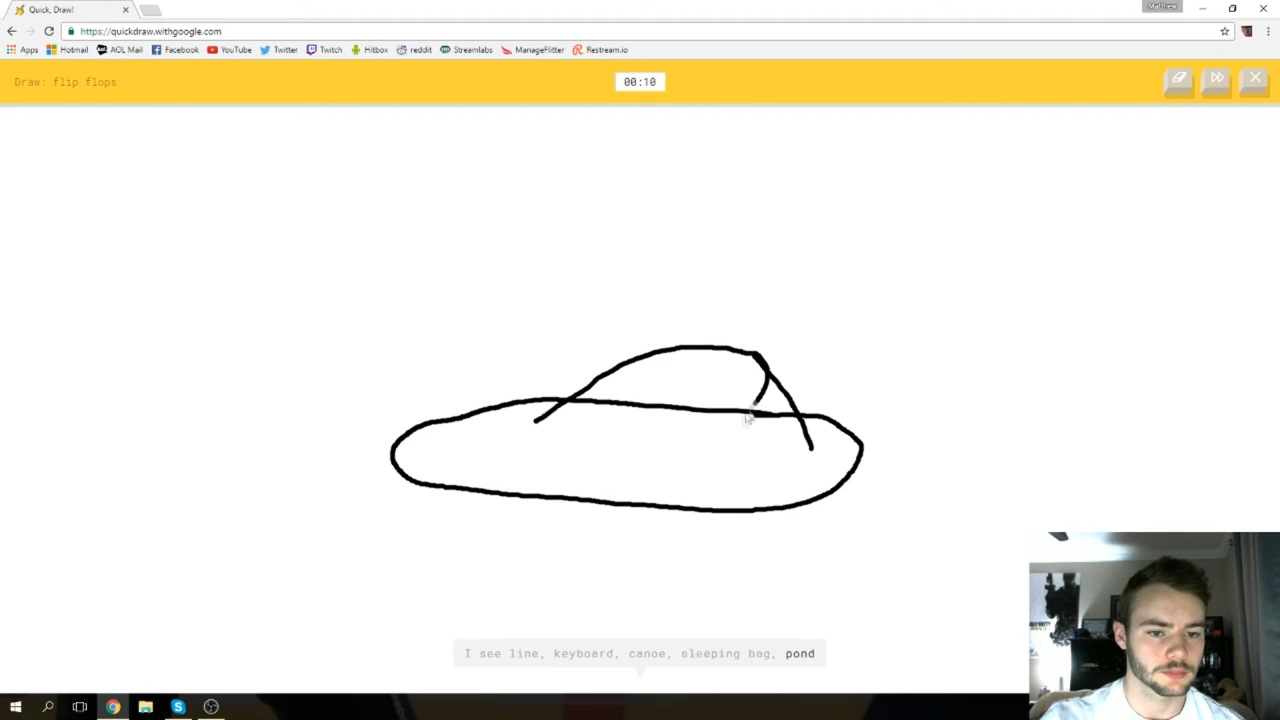 Quick, Draw!
Matthew
https://quickdraw.withgoogle.com
Apps Hotmail AOL Mail Facebook YouTube Twitter Twitch Hitbox reddit Streamlabs ManageFlitter Restream.io
Draw: flip flops
00:10
I see line, keyboard, canoe, sleeping bag, pond